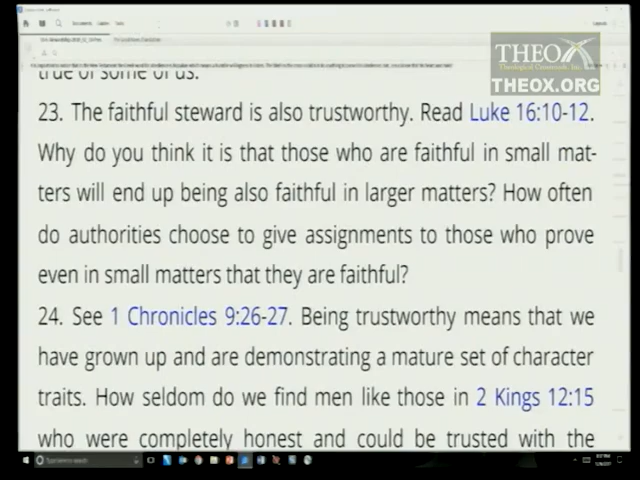 Documents
Tools
THEOX
THEOX.ORG
true of some of us.
23. The faithful steward is also trustworthy. Read Luke 16:10-12.
Why do you think it is that those who are faithful in small mat-
ters will end up being also faithful in larger matters? How often
do authorities choose to give assignments to those who prove
even in small matters that they are faithful?
24. See 1 Chronicles 9:26-27. Being trustworthy means that we
have grown up and are demonstrating a mature set of character
traits. How seldom do we find men like those in 2 Kings 12:15
who were completely honest and could be trusted with the